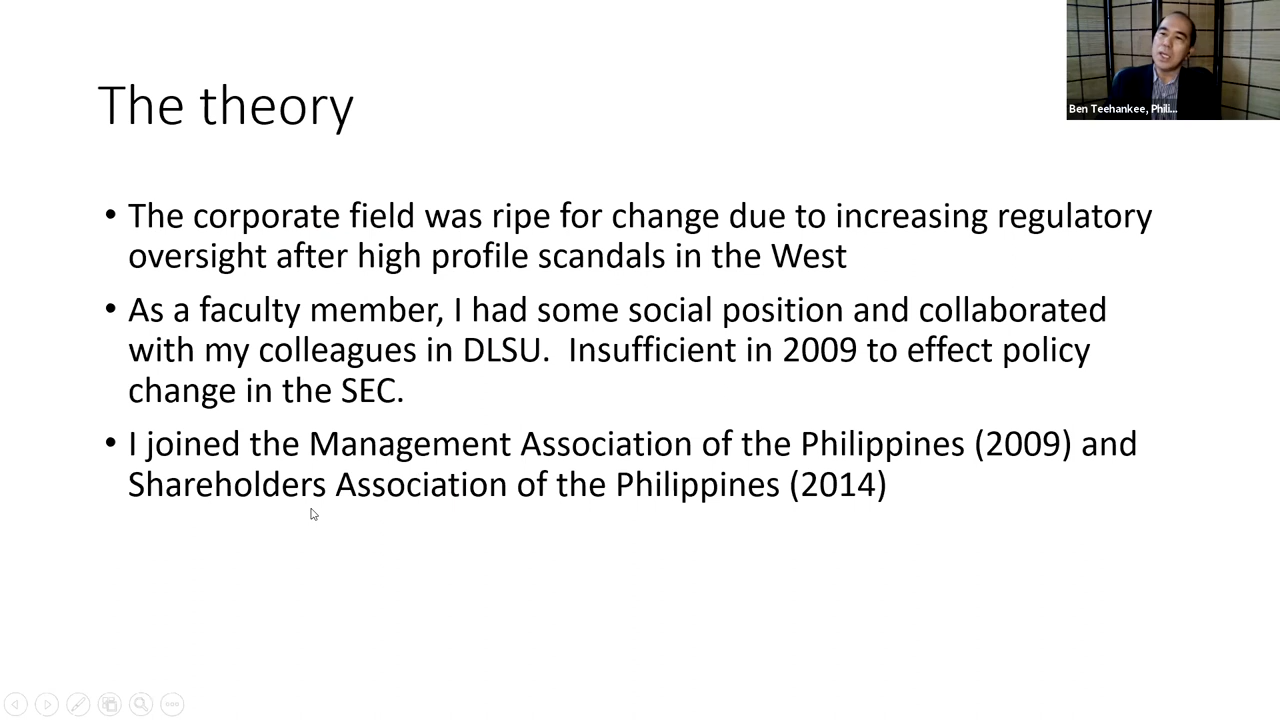 The theory
Ben Teehankee, Phili...
• The corporate field was ripe for change due to increasing regulatory
oversight after high profile scandals in the West
• As a faculty member, I had some social position and collaborated
with my colleagues in DLSU.  Insufficient in 2009 to effect policy
change in the SEC.
• I joined the Management Association of the Philippines (2009) and
Shareholders Association of the Philippines (2014)